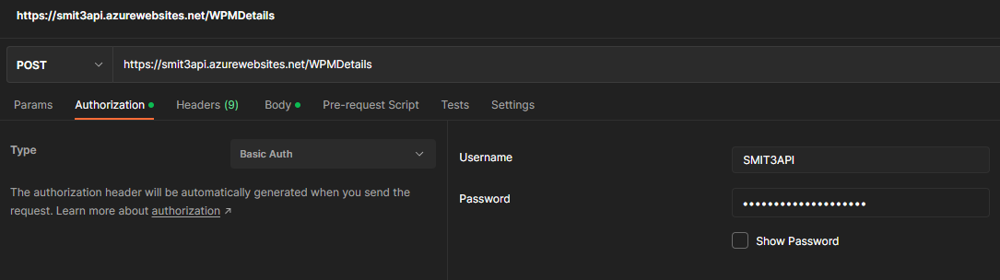 https://smit3api.azurewebsites.net/WPMDetails
POST https://smit3api.azurewebsites.net/WPMDetails
Params Authorization Headers (9) Body Pre-request Script Tests Settings
Type Basic Auth
The authorization header will be automatically generated when you send the
request. Learn more about authorization ↗
Username SMIT3API
Password ••••••••••••••••••••
Show Password